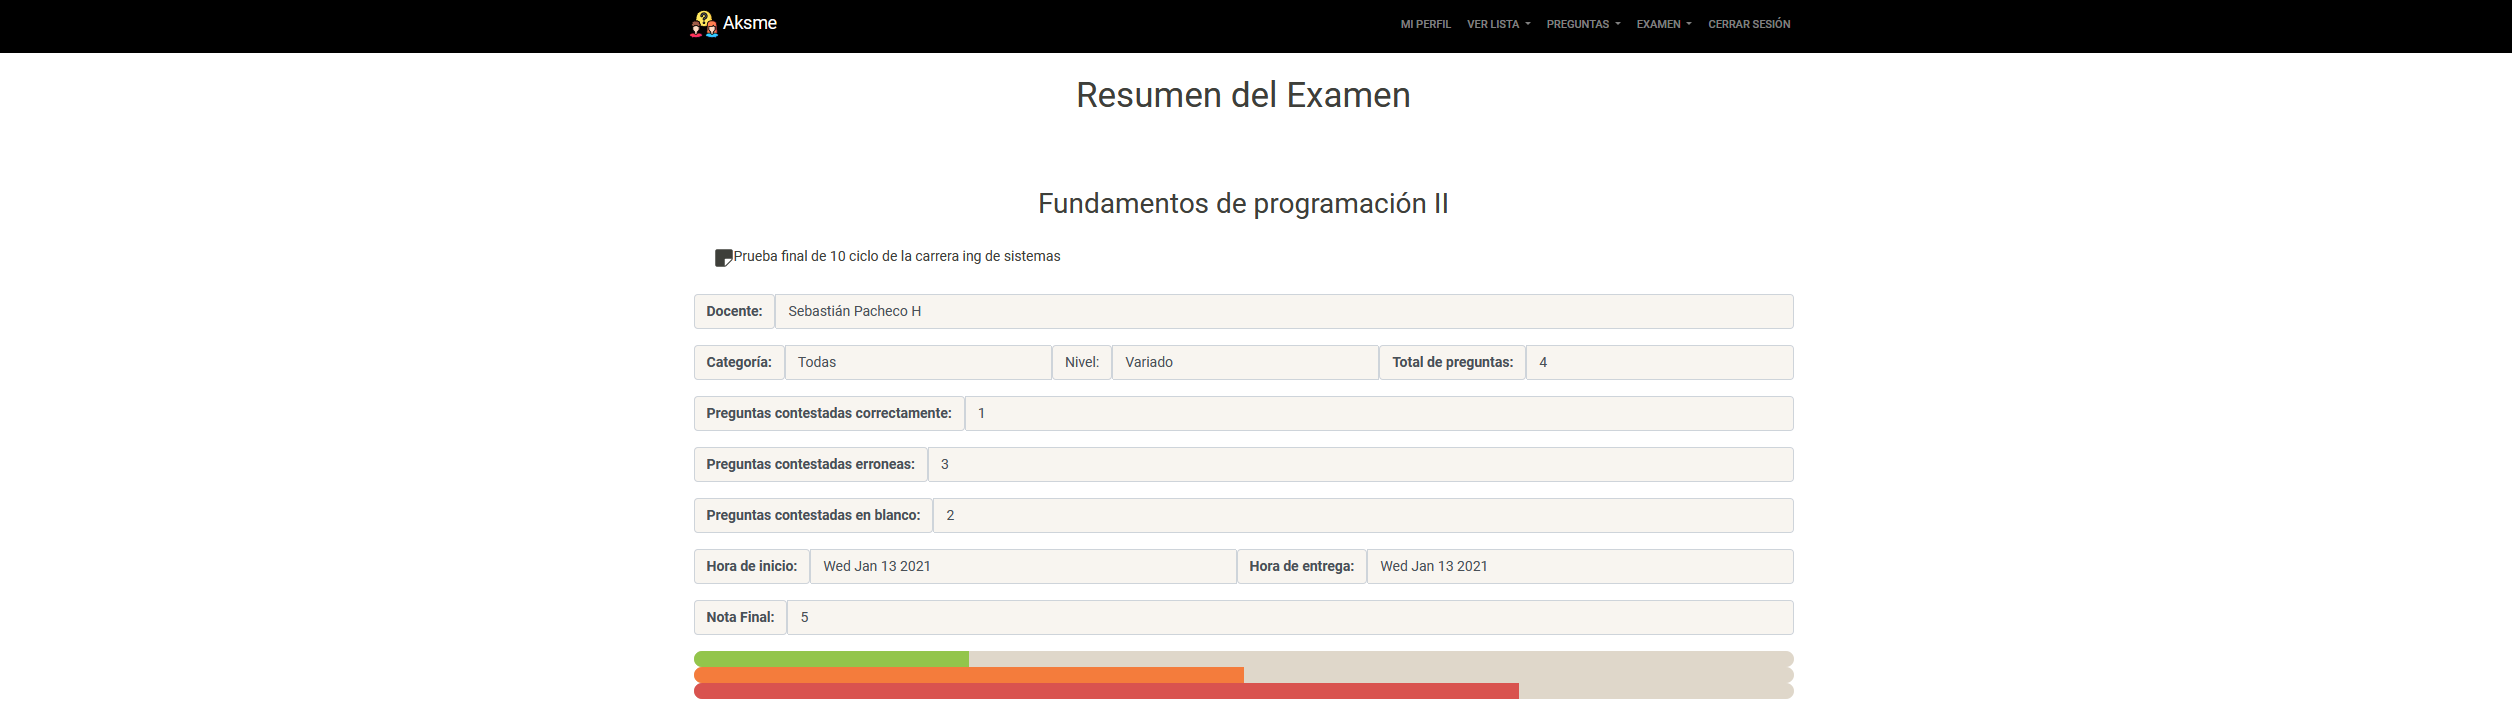 Aksme MI PERFIL VER LISTA PREGUNTAS EXAMEN CERRAR SESIÓN
Resumen del Examen
Fundamentos de programación II
Prueba final de 10 ciclo de la carrera ing de sistemas
Docente: Sebastián Pacheco H
Categoría: Todas Nivel: Variado Total de preguntas: 4
Preguntas contestadas correctamente: 1
Preguntas contestadas erroneas: 3
Preguntas contestadas en blanco: 2
Hora de inicio: Wed Jan 13 2021 Hora de entrega: Wed Jan 13 2021
Nota Final: 5